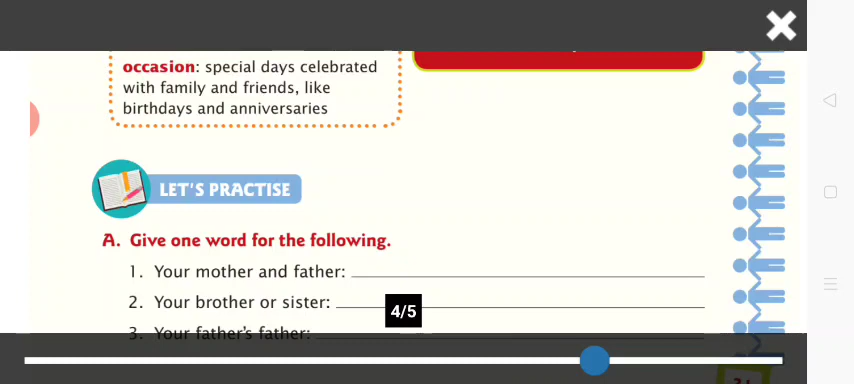 occasion: special days celebrated
with family and friends, like
birthdays and anniversaries
LET'S PRACTISE
A. Give one word for the following.
1. Your mother and father:
2. Your brother or sister:
4/5
3. Your father's father: